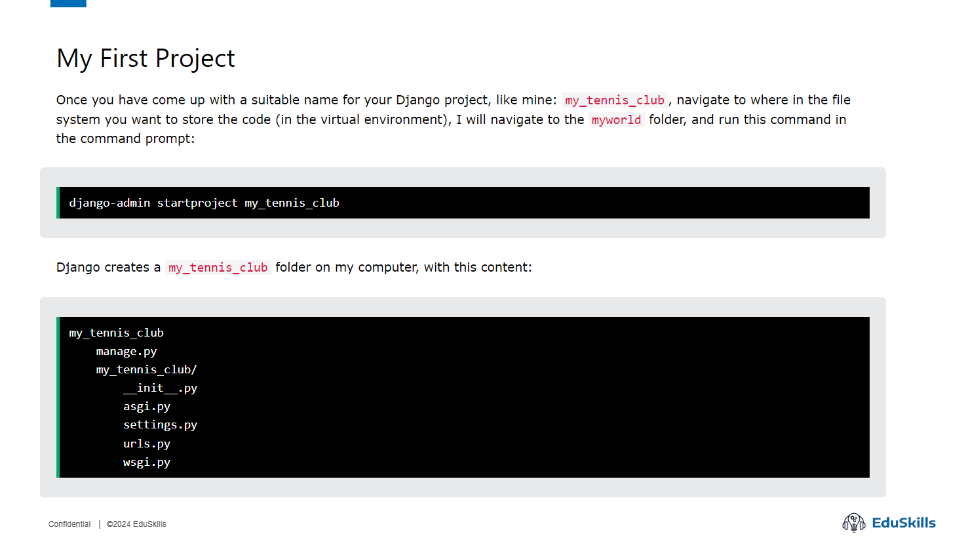 My First Project
Once you have come up with a suitable name for your Django project, like mine: my_tennis_club, navigate to where in the file
system you want to store the code (in the virtual environment), I will navigate to the myworld folder, and run this command in
the command prompt:
django-admin startproject my_tennis_club
Django creates a my_tennis_club folder on my computer, with this content:
my_tennis_club
    manage.py
    my_tennis_club/
        __init__.py
        asgi.py
        settings.py
        urls.py
        wsgi.py
Confidential | ©2024 EduSkills
EduSkills